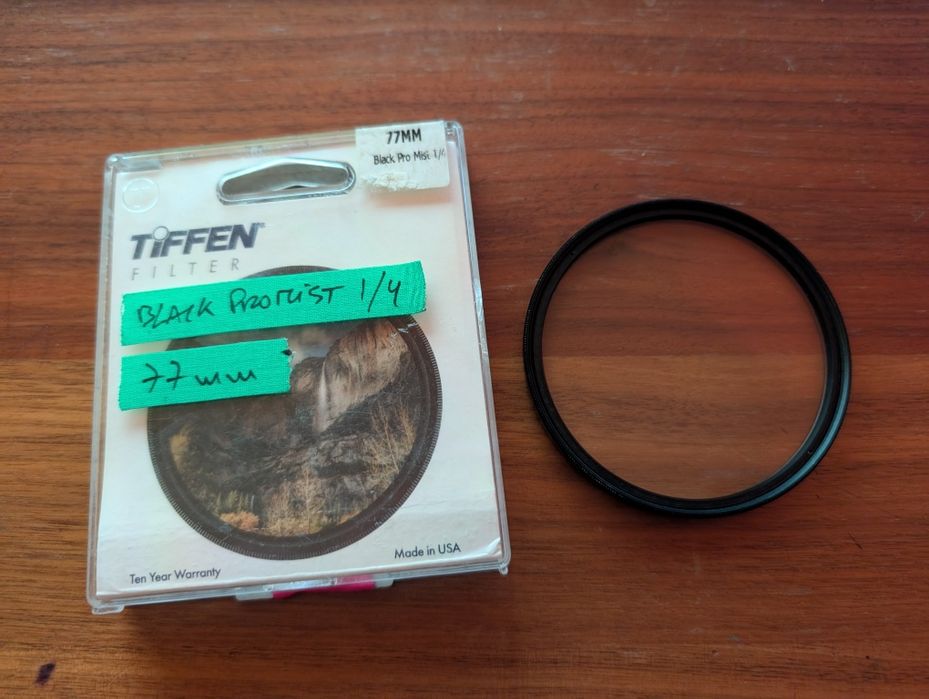 77MM
Black Pro Mist 1/4
TiFFEN
FILTER
BLACK PROMIST 1/4
77mm
Made in USA
Ten Year Warranty